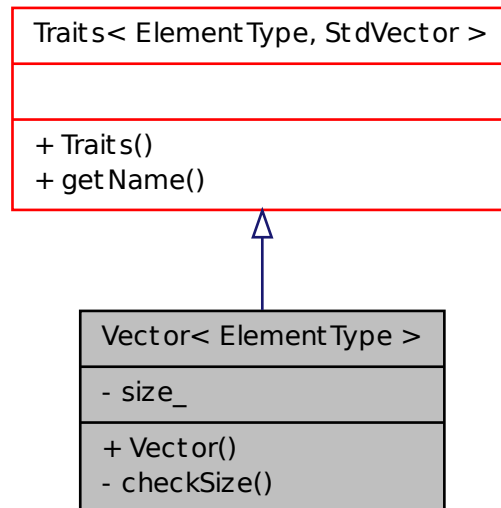 Traits< ElementType, StdVector >
+ Traits()
+ getName()
Vector< ElementType >
- size_
+ Vector()
- checkSize()